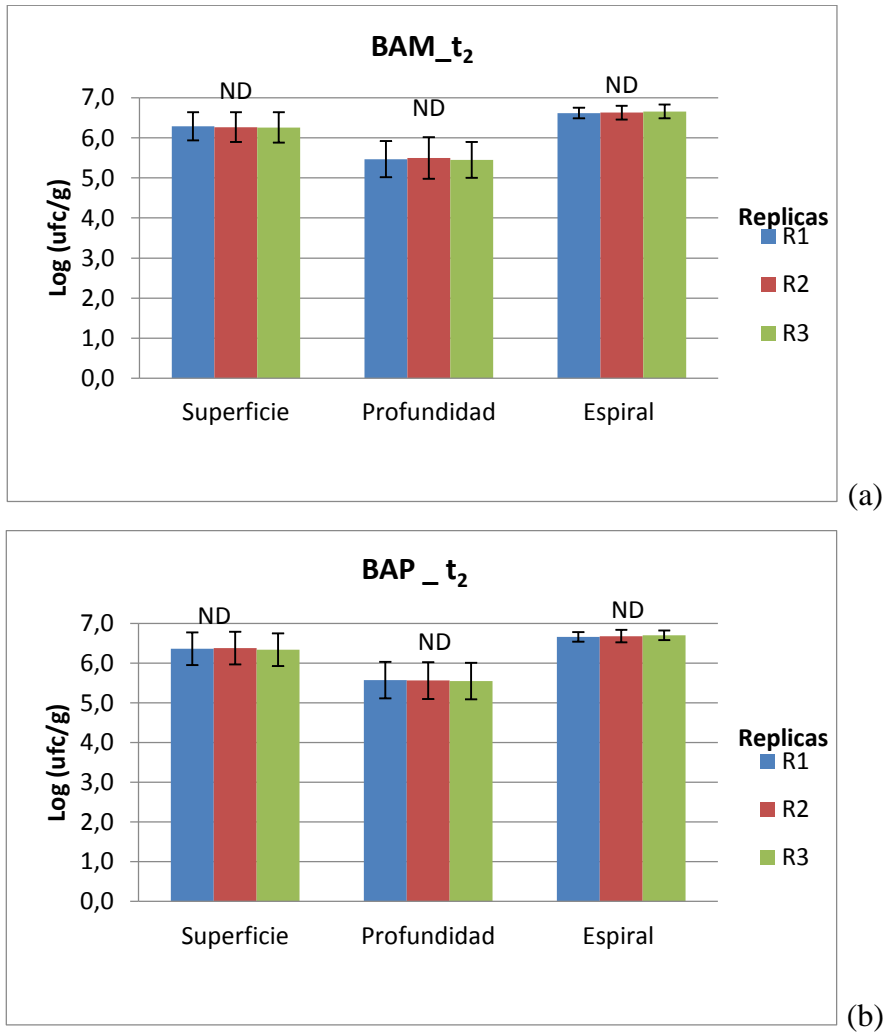 BAM_t₂
7,0
6,0
5,0
4,0
3,0
2,0
1,0
0,0
Log (ufc/g)
ND
ND
ND
Superficie
Profundidad
Espiral
Replicas
R1
R2
R3
(a)
BAP _ t₂
7,0
6,0
5,0
4,0
3,0
2,0
1,0
0,0
Log (ufc/g)
ND
ND
ND
Superficie
Profundidad
Espiral
Replicas
R1
R2
R3
(b)